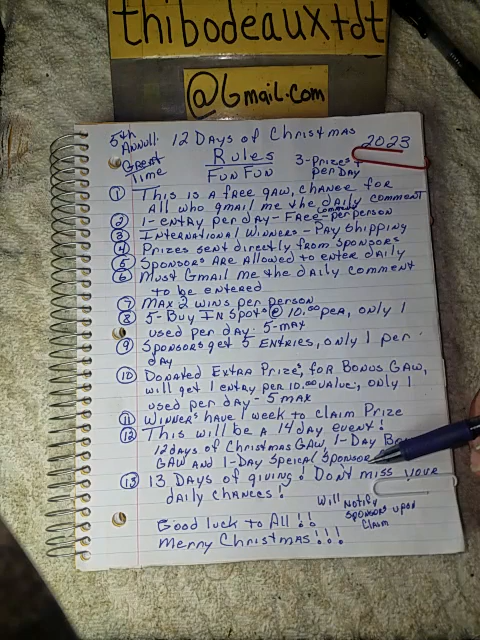 thibodeauxtdt
@Gmail.com
5th Annull 12 Days of Christmas 2023
Great Time Rules 3-Prizes+ per Day
Fun Fun
① This is a free GAW, chance for
All who gmail me the daily comment
② 1-entry per day-Free comment-per person
③ International Winners-Pay Shipping
④ Prizes sent directly from Sponsors
⑤ Sponsors are allowed to enter daily
⑥ Must Gmail me the daily comment
to be entered
⑦ Max 2 wins per person
⑧ 5-Buy In Spots @ 10.00 pea, only 1
used per day. 5-max
⑨ Sponsors get 5 Entries, only 1 per
day
⑩ Donated Extra Prizes, for Bonus GAW,
will get 1 entry per 10.00 value, only 1
used per day-5 max
⑪ Winners have 1 week to claim Prize
⑫ This will be a 14 day event!
12 days of Christmas GAW, 1-Day
GAW and 1-Day Speical Sponsor
⑬ 13 Days of giving! Don't miss your
daily chances!
Will Notify
Sponsors upon
Claim
Good luck to All!!
Merry Christmas!!!